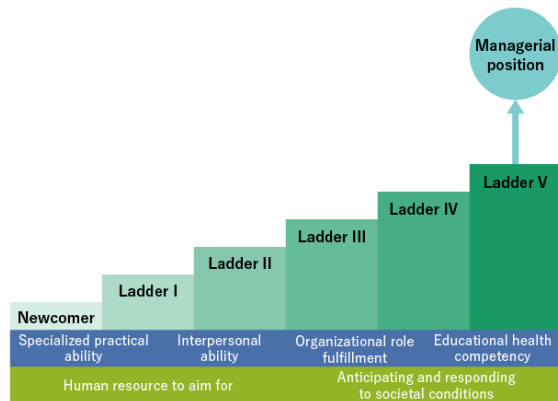 Managerial
position
Ladder V
Ladder IV
Ladder III
Ladder II
Ladder I
Newcomer
Specialized practical
ability
Interpersonal
ability
Organizational role
fulfillment
Educational health
competency
Human resource to aim for
Anticipating and responding
to societal conditions